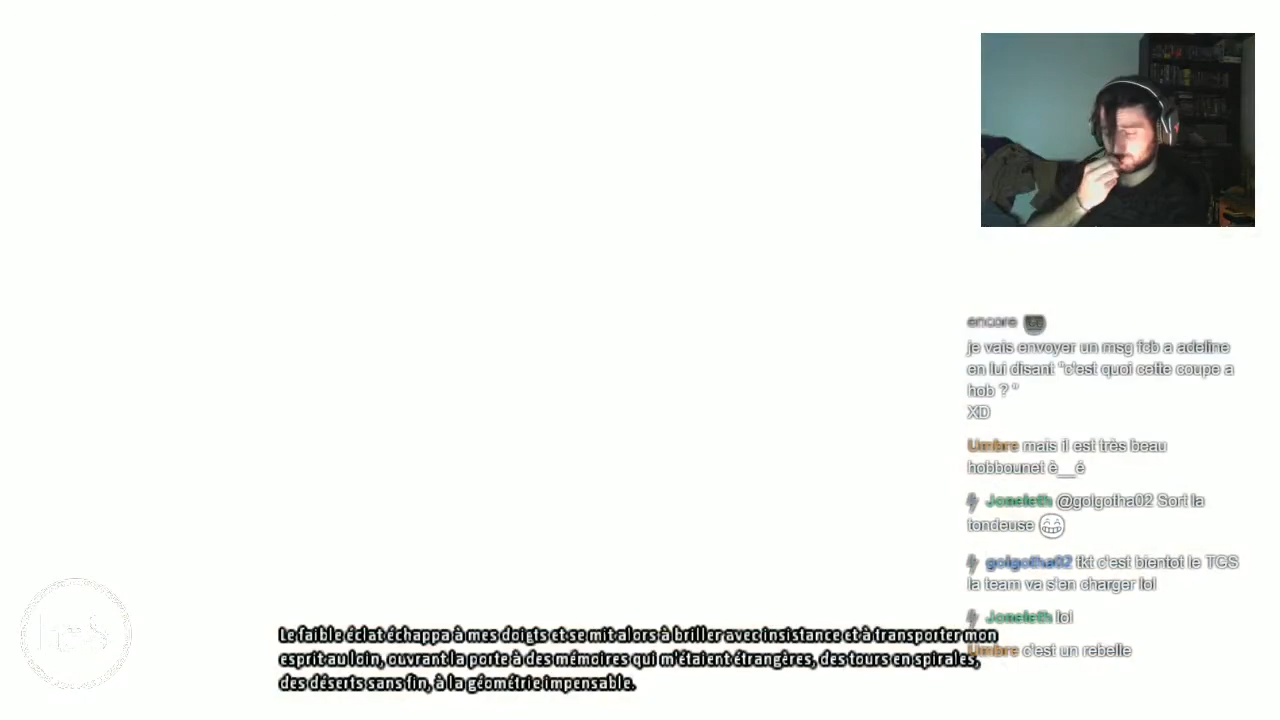 encore
je vais envoyer un msg fcb a adeline
en lui disant "c'est quoi cette coupe a
hob ? "
XD
Umbre mais il est très beau
hobbounet è__é
Joneleth @golgotha02 Sort la
tondeuse
golgotha02 tkt c'est bientot le TCS
la team va s'en charger lol
Joneleth lol
Umbre c'est un rebelle
Le faible éclat échappa à mes doigts et se mit alors à briller avec insistance et à transporter mon
esprit au loin, ouvrant la porte à des mémoires qui m'étaient étrangères, des tours en spirales,
des déserts sans fin, à la géométrie impensable.